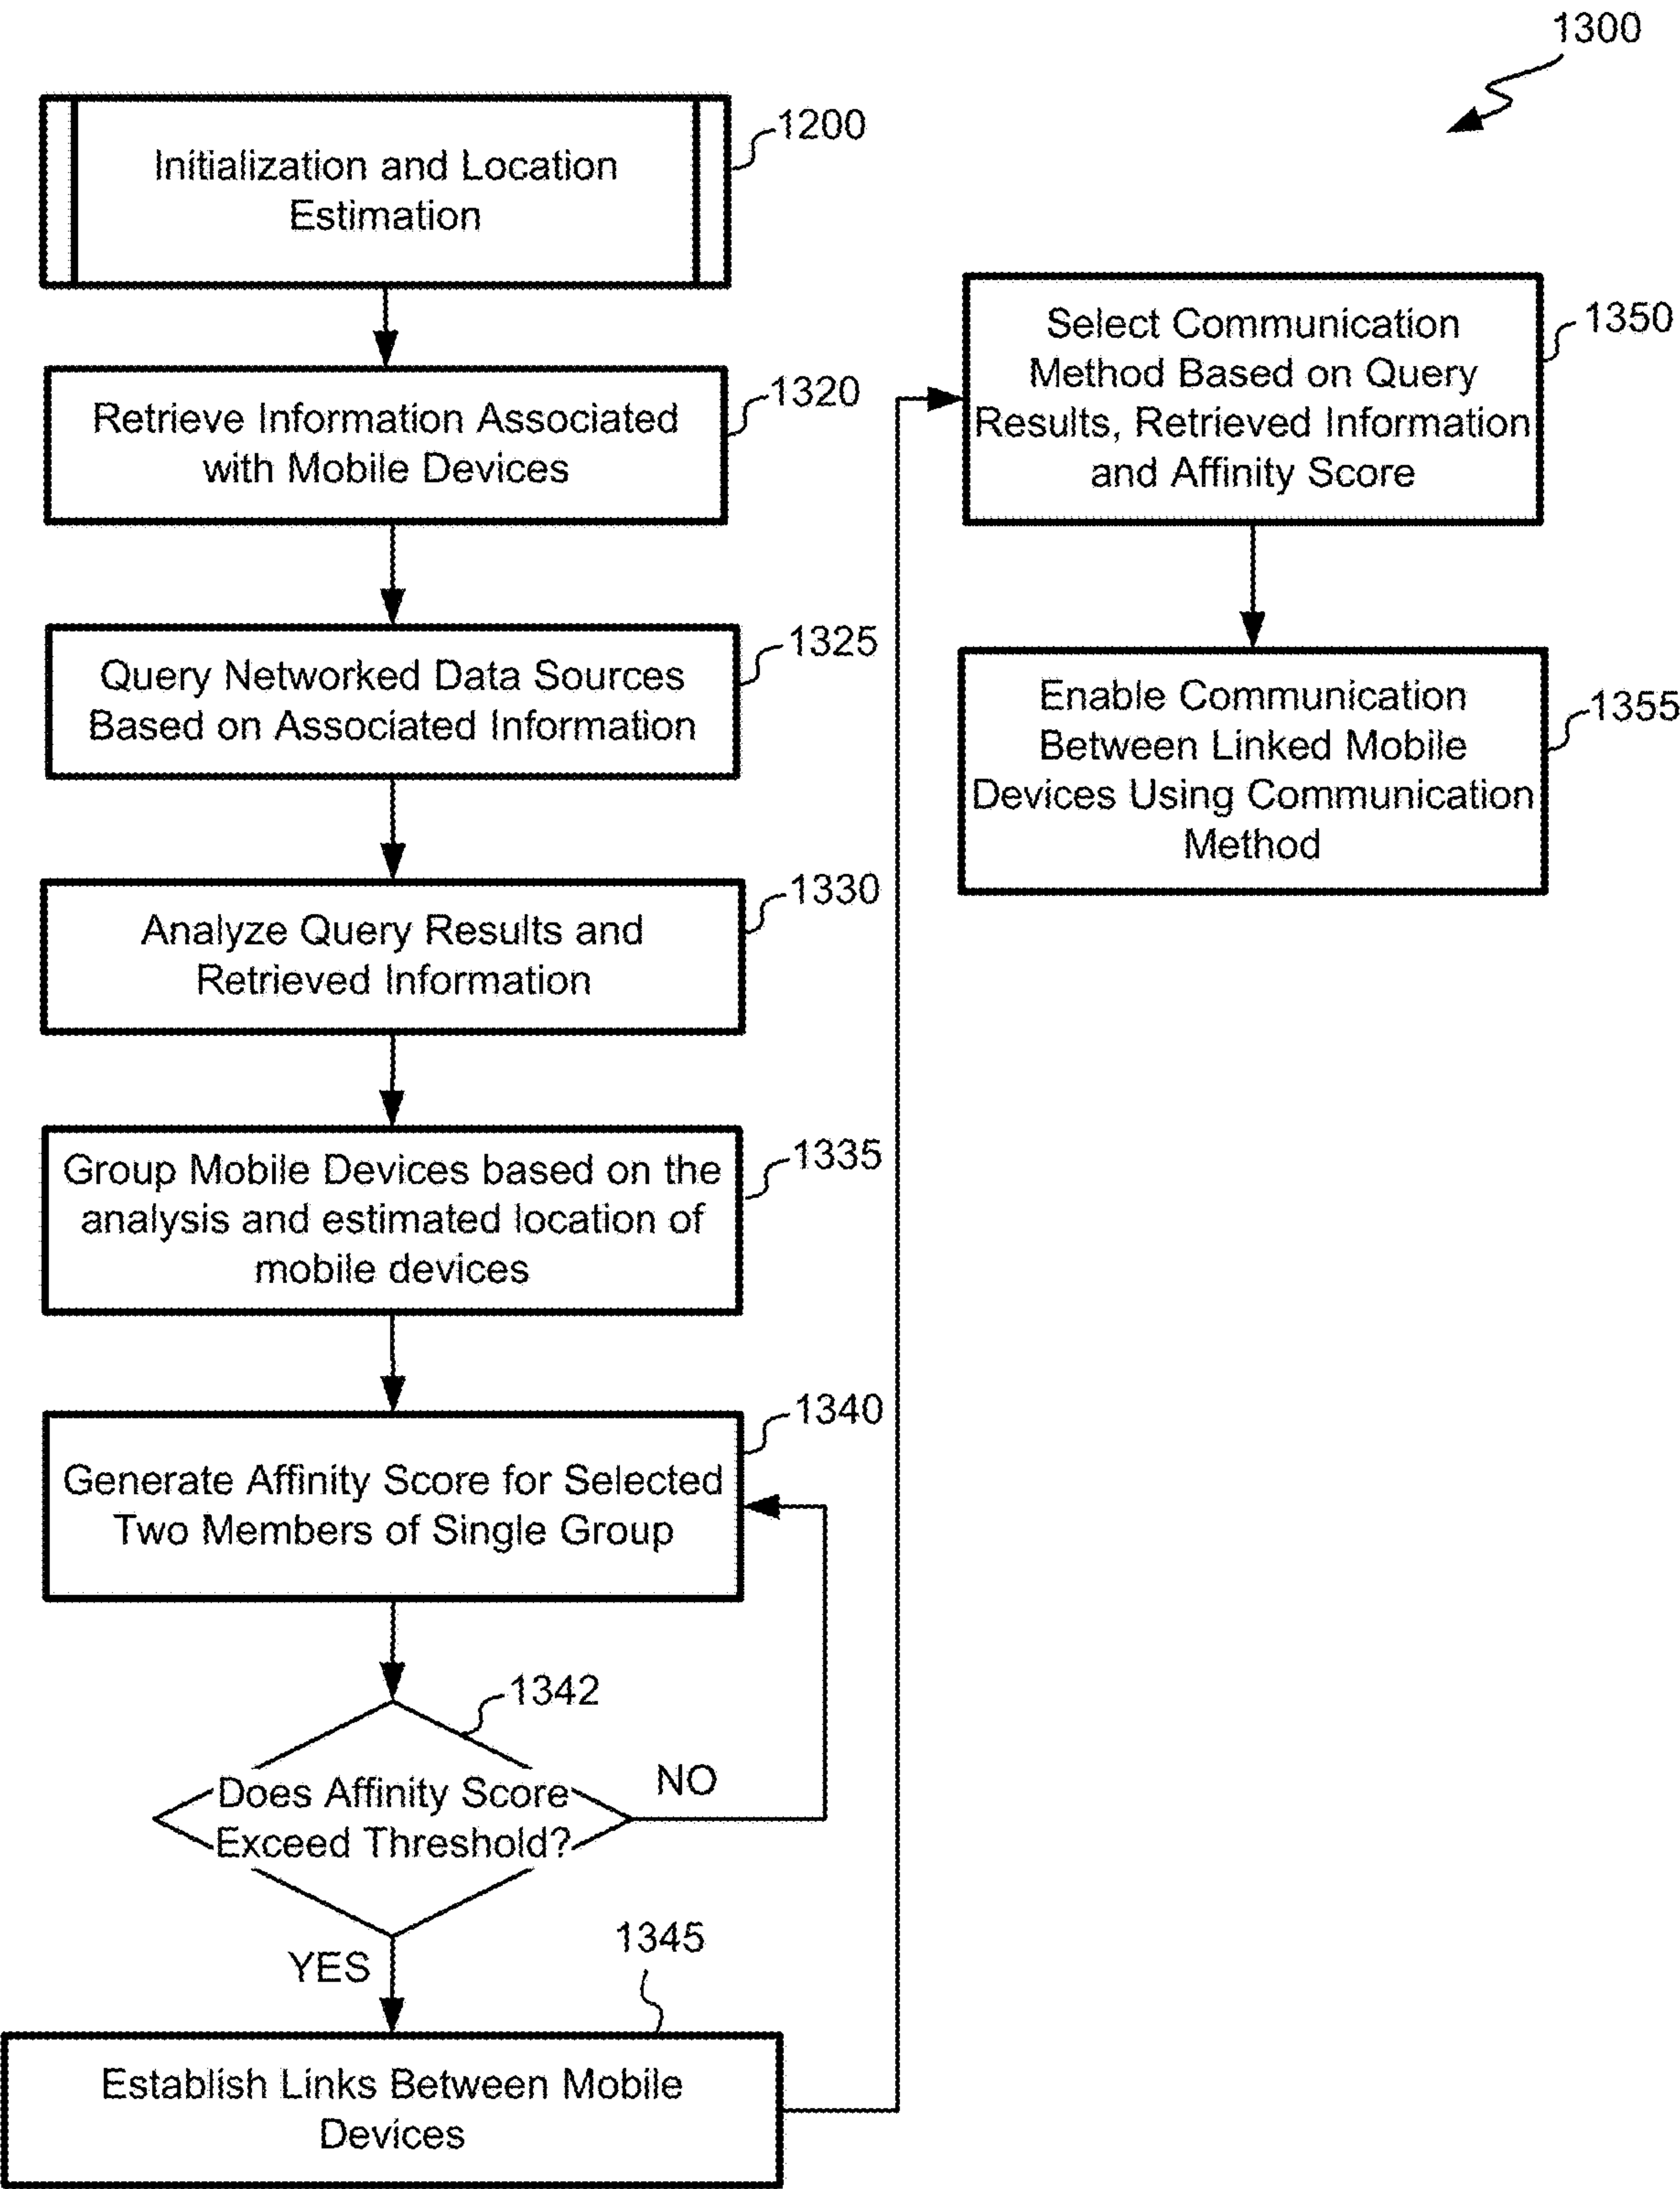 1300
1200
Initialization and Location
Estimation
1320
Retrieve Information Associated
with Mobile Devices
1325
Query Networked Data Sources
Based on Associated Information
1330
Analyze Query Results and
Retrieved Information
1335
Group Mobile Devices based on the
analysis and estimated location of
mobile devices
1340
Generate Affinity Score for Selected
Two Members of Single Group
1342
Does Affinity Score
Exceed Threshold?
NO
YES
1345
Establish Links Between Mobile
Devices
1350
Select Communication
Method Based on Query
Results, Retrieved Information
and Affinity Score
1355
Enable Communication
Between Linked Mobile
Devices Using Communication
Method